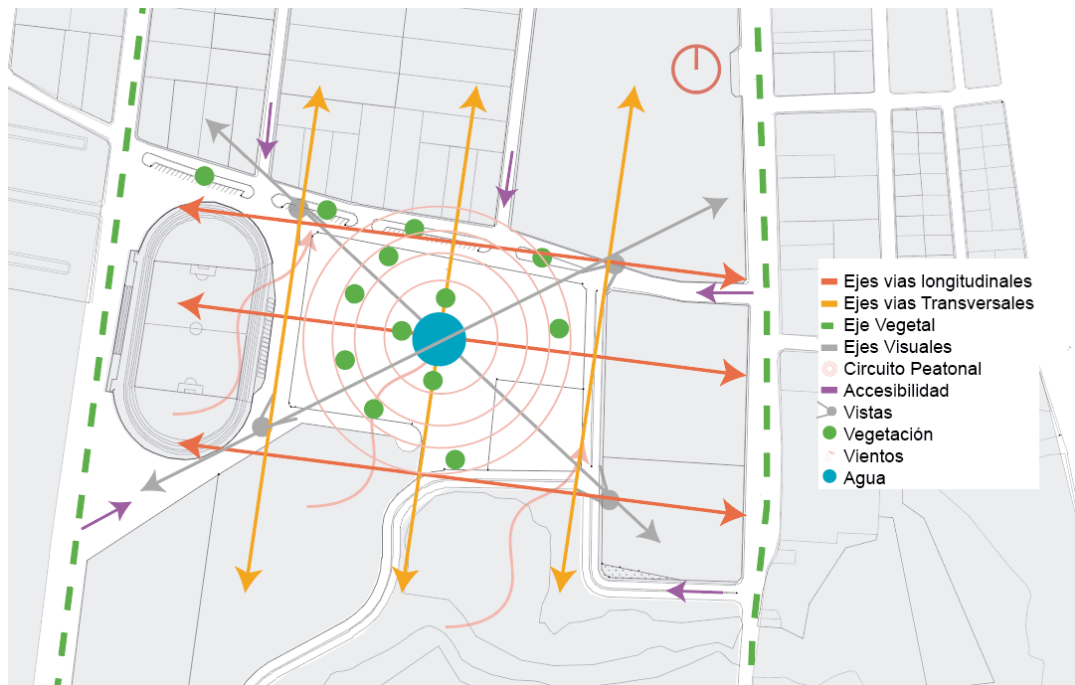 Ejes vias longitudinales
Ejes vias Transversales
Eje Vegetal
Ejes Visuales
Circuito Peatonal
Accesibilidad
Vistas
Vegetación
Vientos
Agua